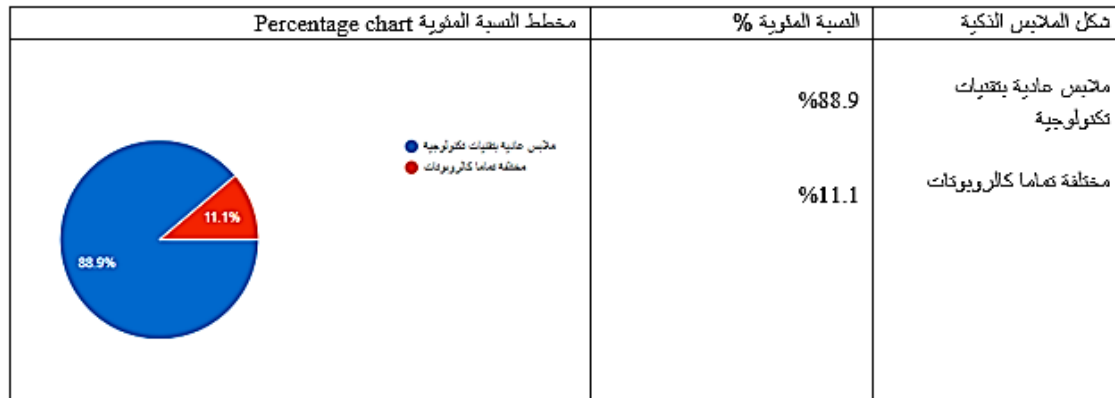 شكل الملابس الذكية
النسبة المئوية %
مخطط النسبة المئوية Percentage chart
ملابس عادية بتقنيات
تكنولوجية
%88.9
مختلفة تماما كالروبوتات
%11.1
ملابس عادية بتقنيات تكنولوجية
مختلفة تماما كالروبوتات
11.1%
88.9%